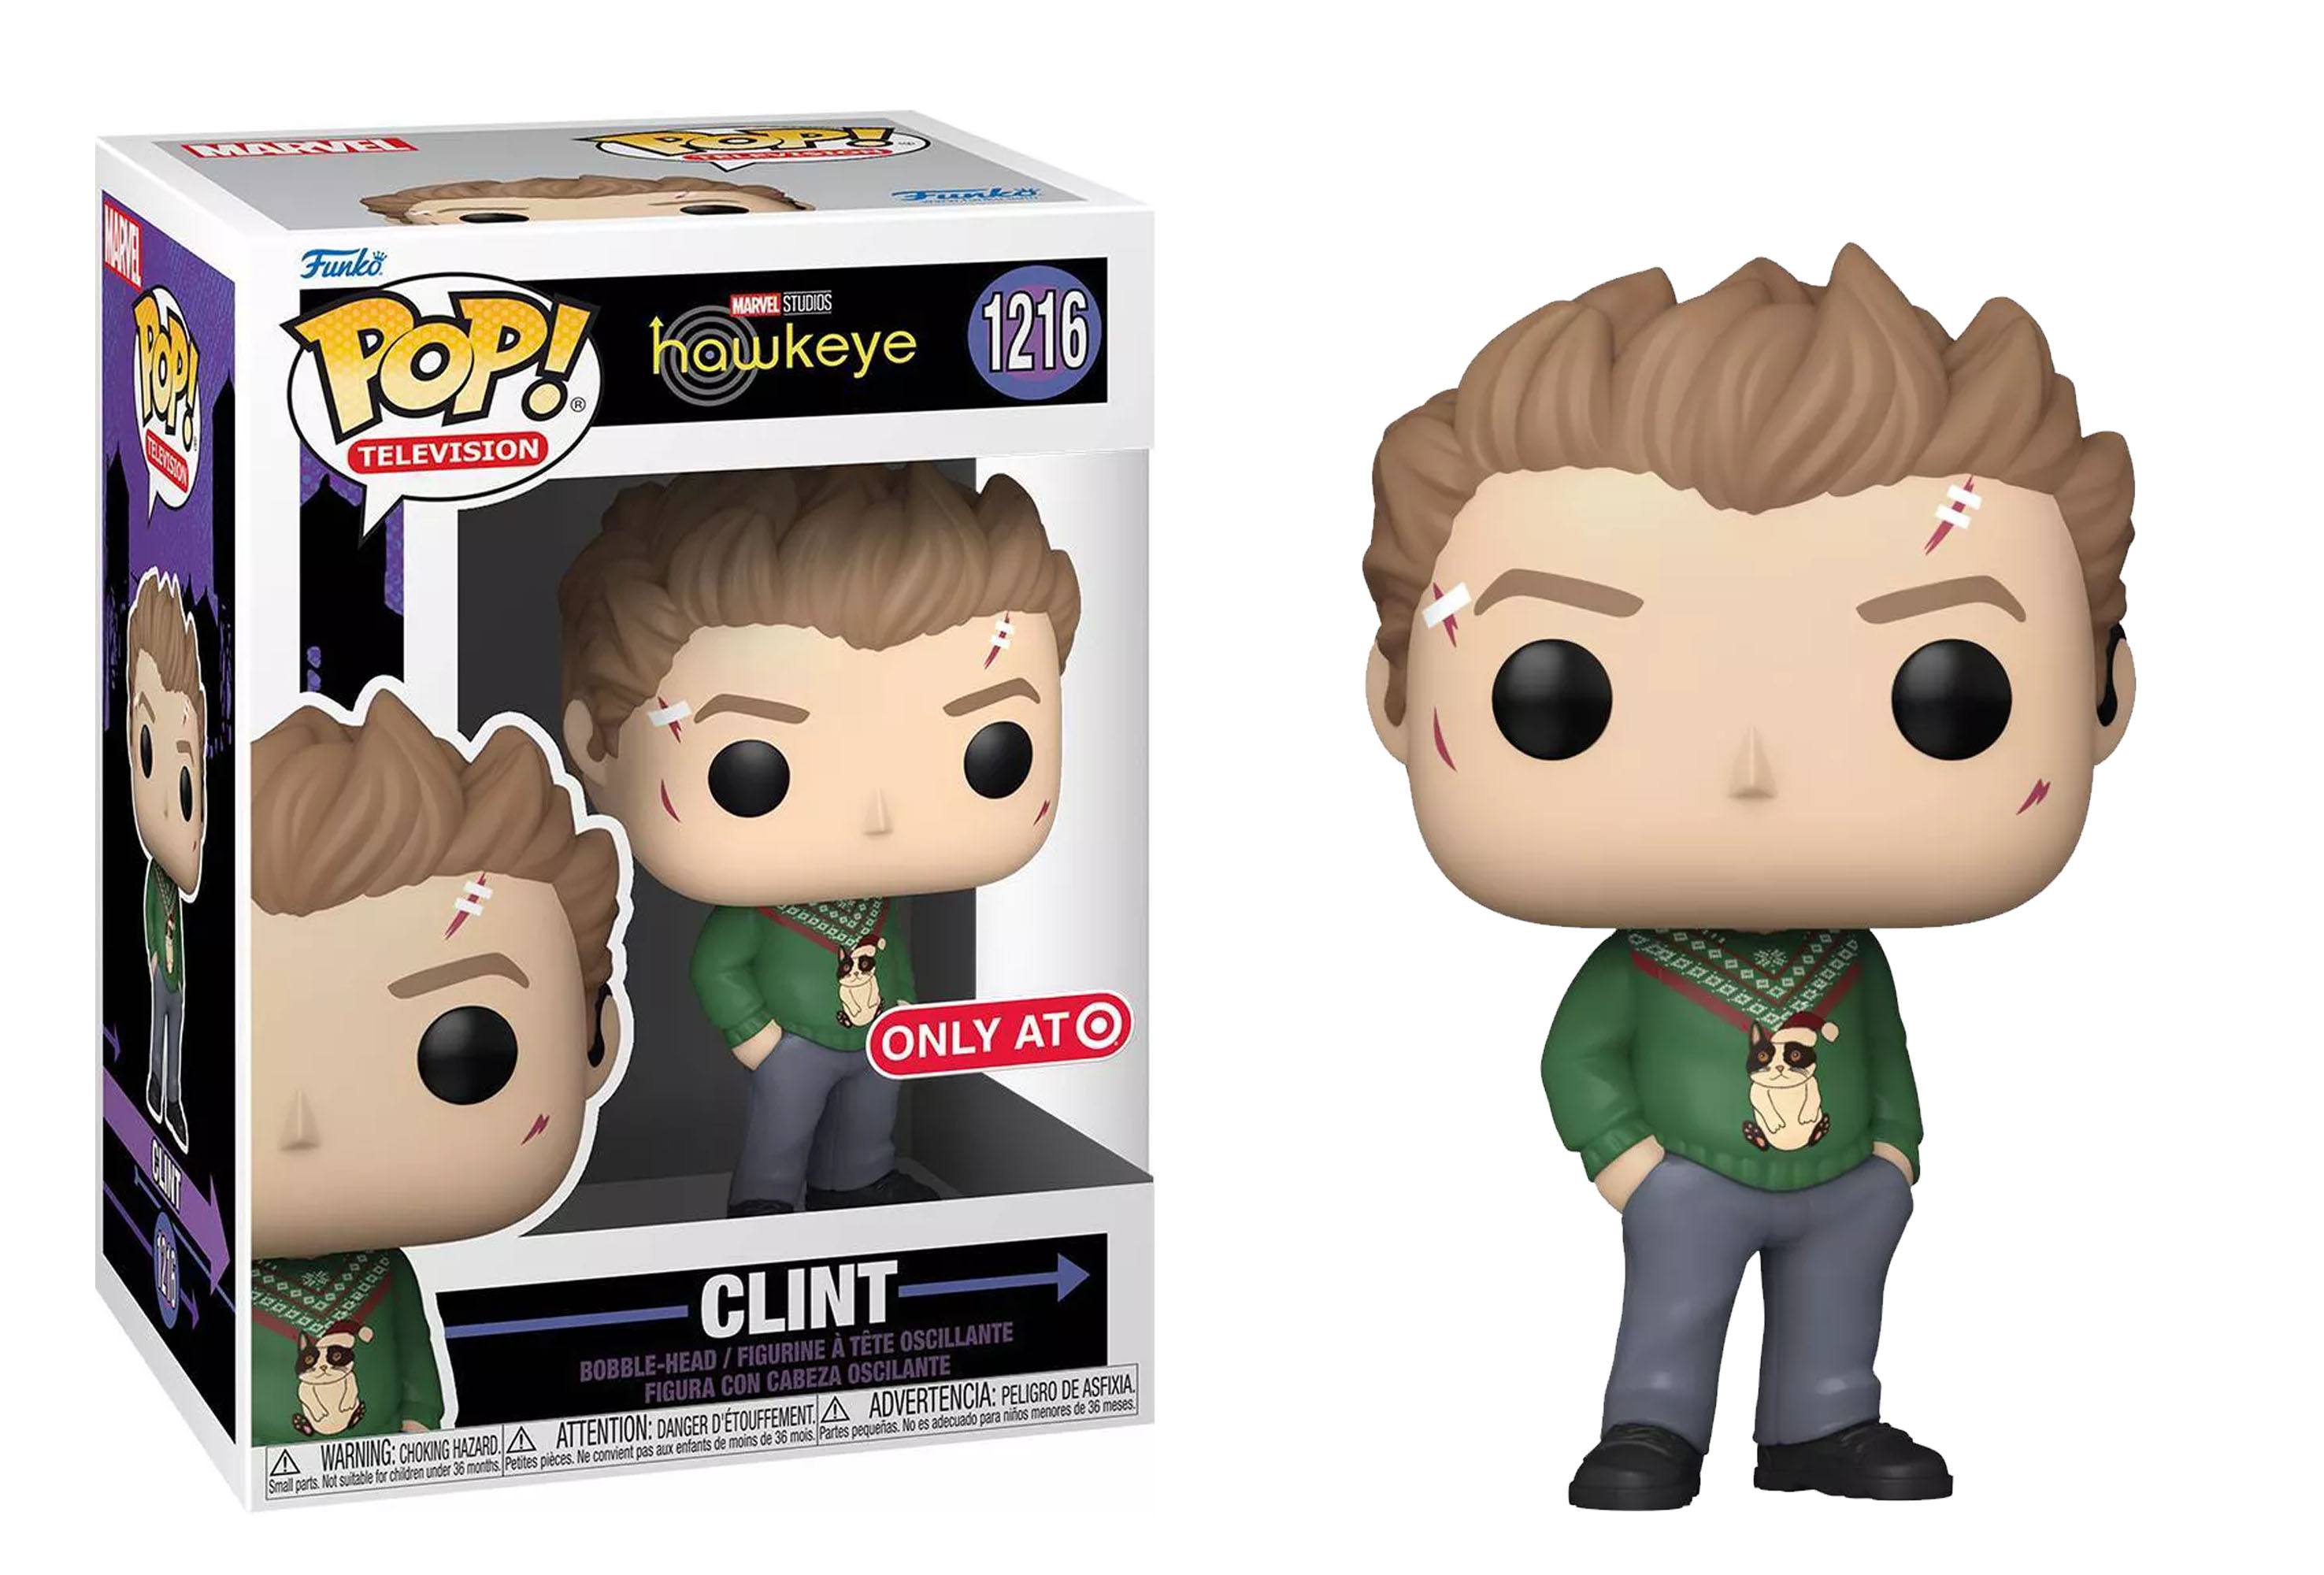 MARVEL
POP!
TELEVISION
Funko
MARVEL
POP!
TELEVISION
CLINT
1216
Funko
POP!®
TELEVISION
MARVEL STUDIOS
hawkeye
1216
ONLY AT
CLINT
BOBBLE-HEAD / FIGURINE À TÊTE OSCILLANTE
FIGURA CON CABEZA OSCILANTE
⚠ WARNING: CHOKING HAZARD.
Small parts. Not suitable for children under 36 months.
⚠ ATTENTION: DANGER D'ÉTOUFFEMENT.
Petites pièces. Ne convient pas aux enfants de moins de 36 mois.
⚠ ADVERTENCIA: PELIGRO DE ASFIXIA.
Partes pequeñas. No es adecuado para niños menores de 36 meses.